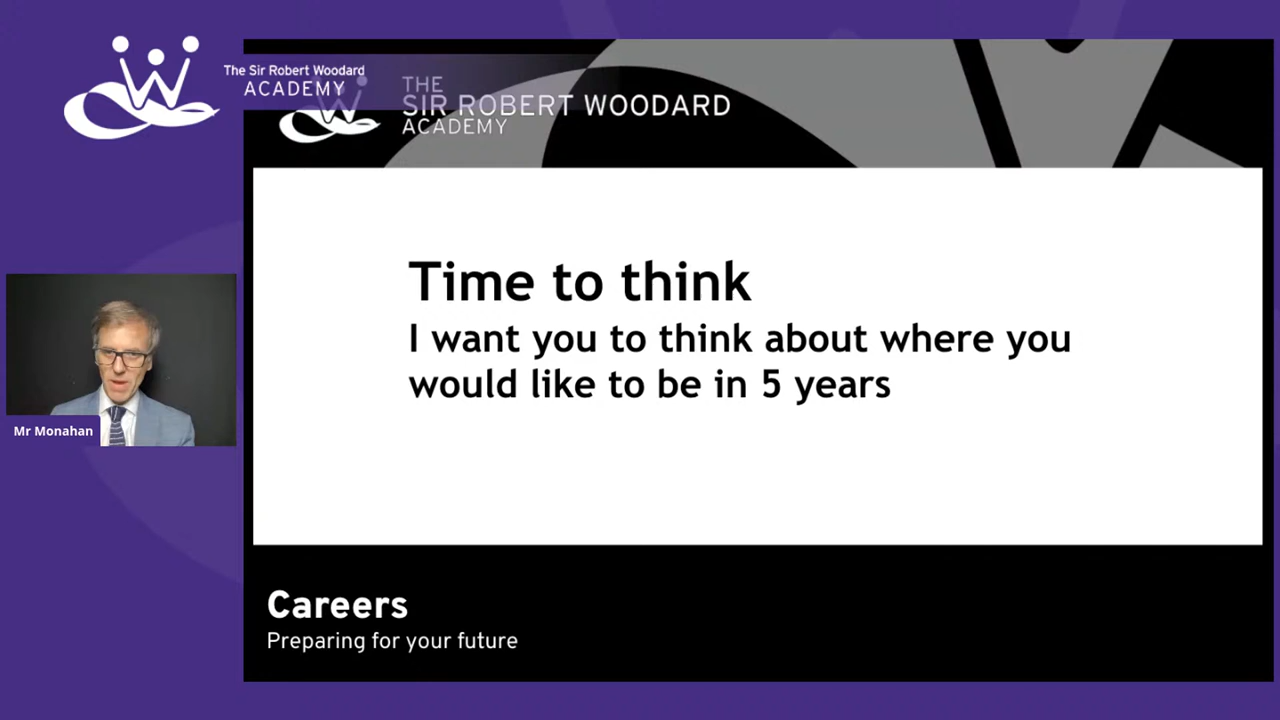 The Sir Robert Woodard
ACADEMY
THE
SIR ROBERT WOODARD
ACADEMY
Time to think
I want you to think about where you
would like to be in 5 years
Mr Monahan
Careers
Preparing for your future